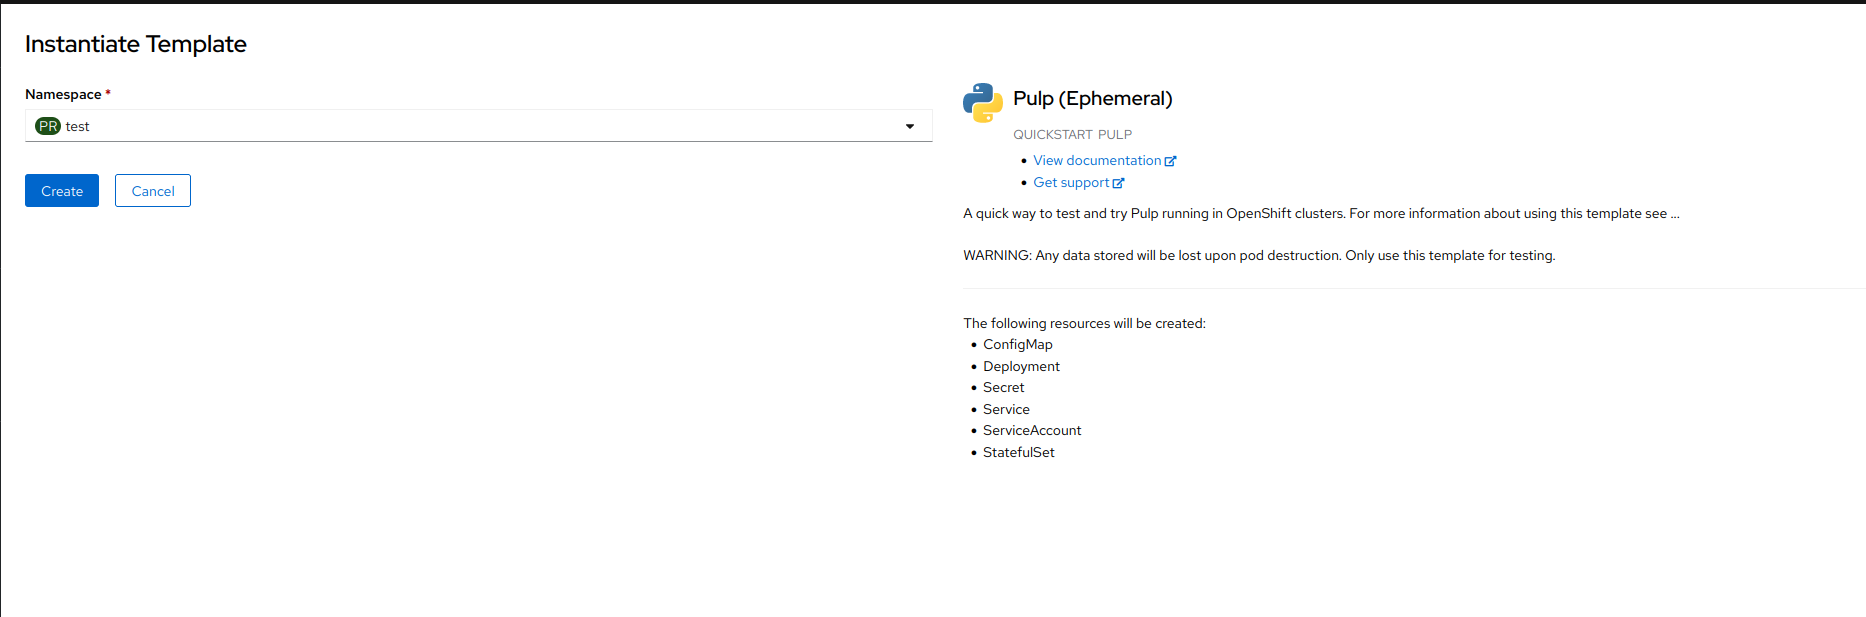 Instantiate Template
Namespace *
PR test
Create Cancel
Pulp (Ephemeral)
QUICKSTART PULP
View documentation
Get support
A quick way to test and try Pulp running in OpenShift clusters. For more information about using this template see ...
WARNING: Any data stored will be lost upon pod destruction. Only use this template for testing.
The following resources will be created:
ConfigMap
Deployment
Secret
Service
ServiceAccount
StatefulSet